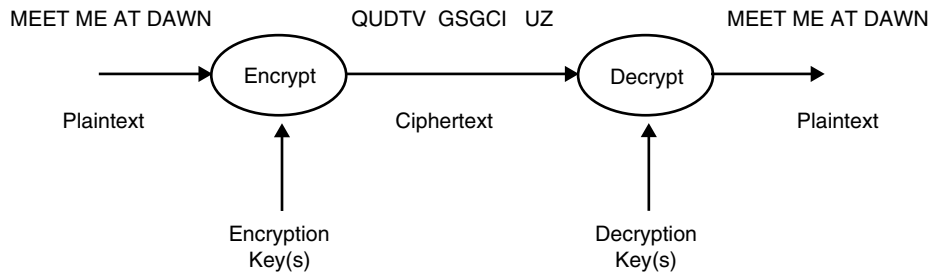 MEET ME AT DAWN QUDTV GSGCI UZ MEET ME AT DAWN
Encrypt Decrypt
Plaintext Ciphertext Plaintext
Encryption Decryption
Key(s) Key(s)